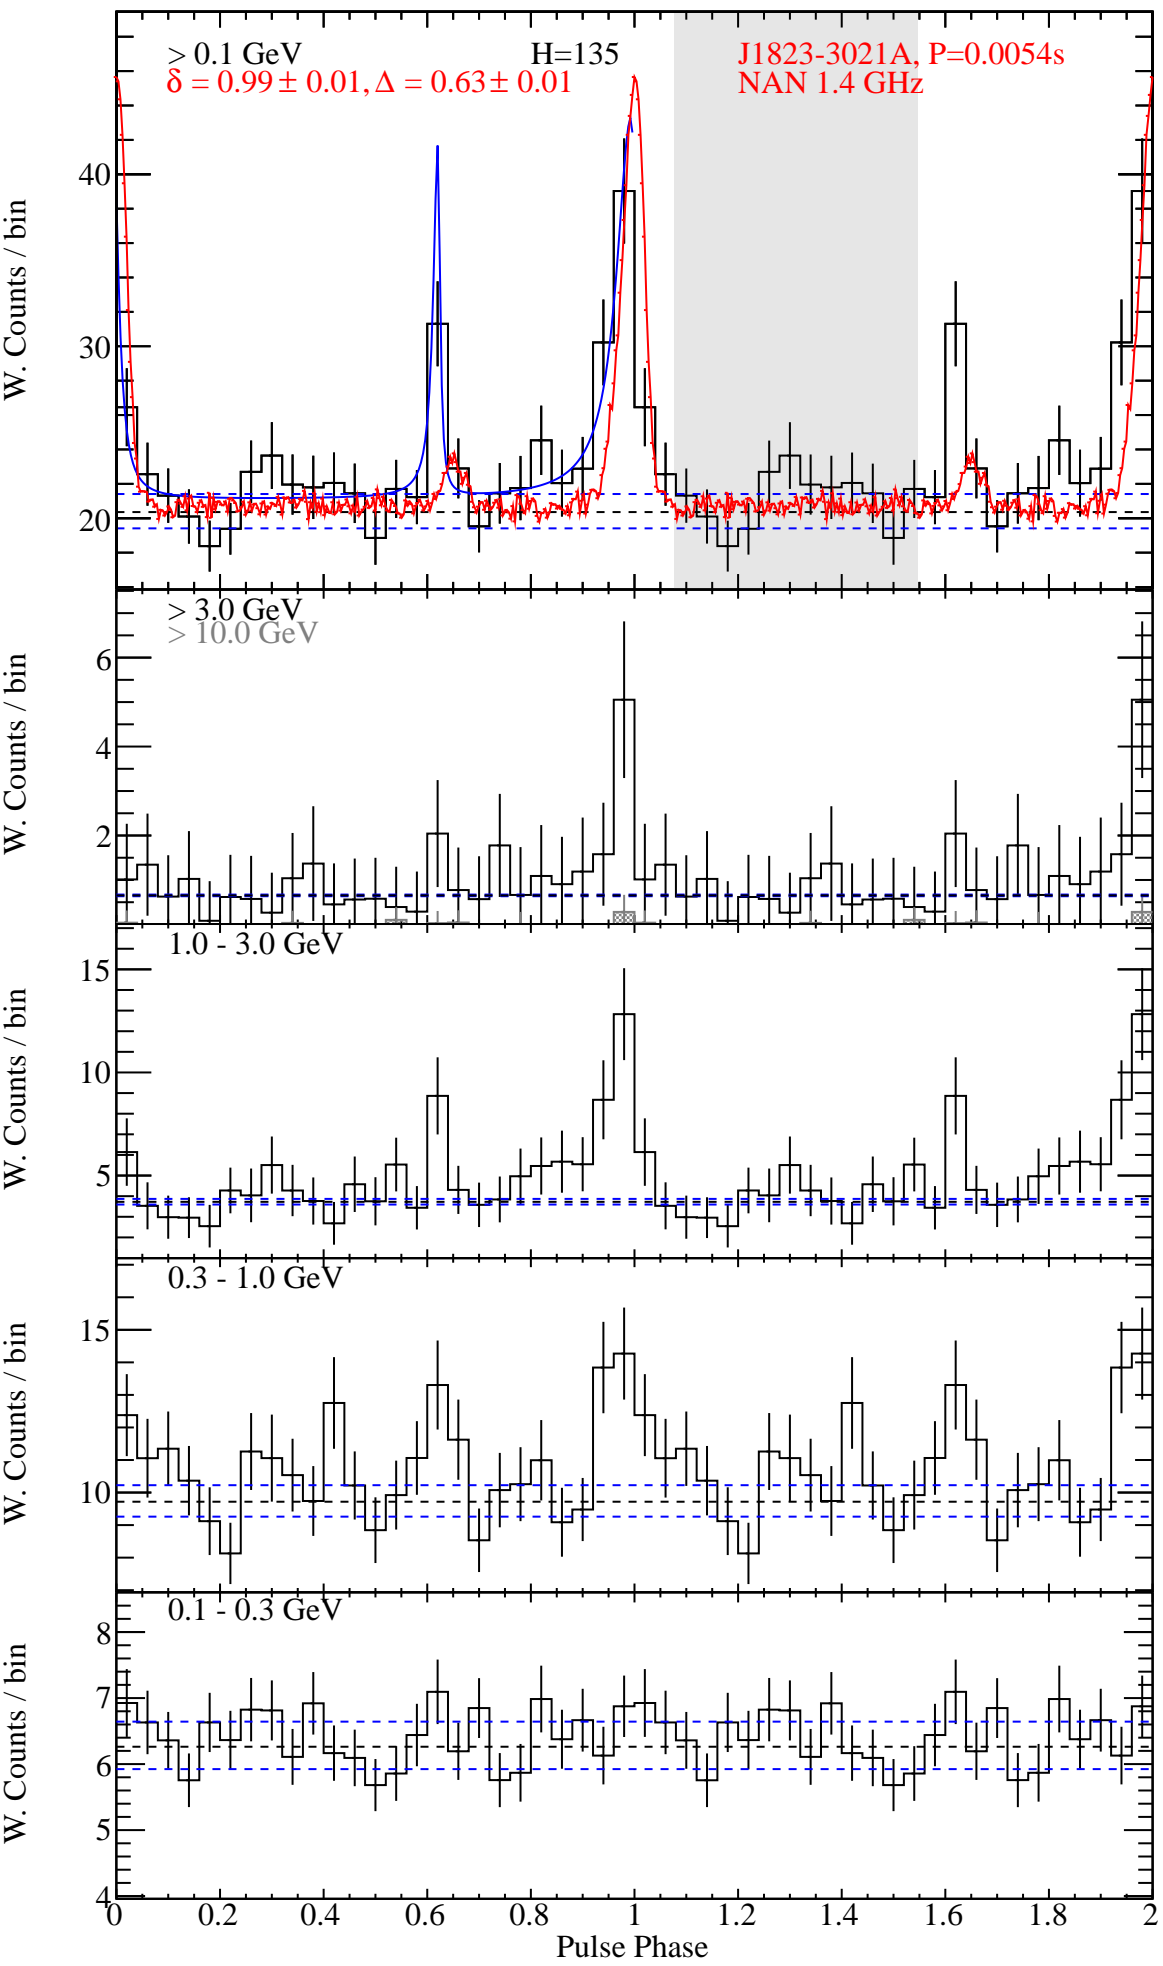 > 0.1 GeV H=135 J1823-3021A, P=0.0054s
δ = 0.99 ± 0.01, Δ = 0.63 ± 0.01 NAN 1.4 GHz
40
30
20
W. Counts / bin
> 3.0 GeV
> 10.0 GeV
6
4
2
W. Counts / bin
1.0 - 3.0 GeV
15
10
5
W. Counts / bin
0.3 - 1.0 GeV
15
10
W. Counts / bin
0.1 - 0.3 GeV
8
7
6
5
4
W. Counts / bin
0 0.2 0.4 0.6 0.8 1 1.2 1.4 1.6 1.8 2
Pulse Phase